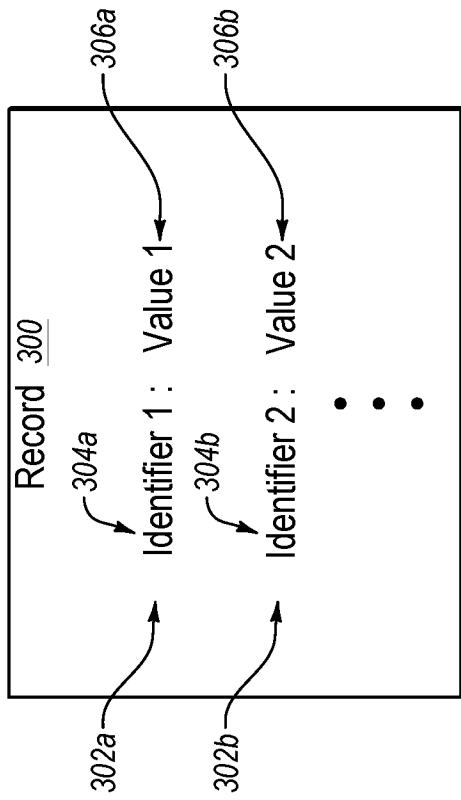 Record 300
304a
302a Identifier 1 : Value 1 306a
304b
302b Identifier 2 : Value 2 306b